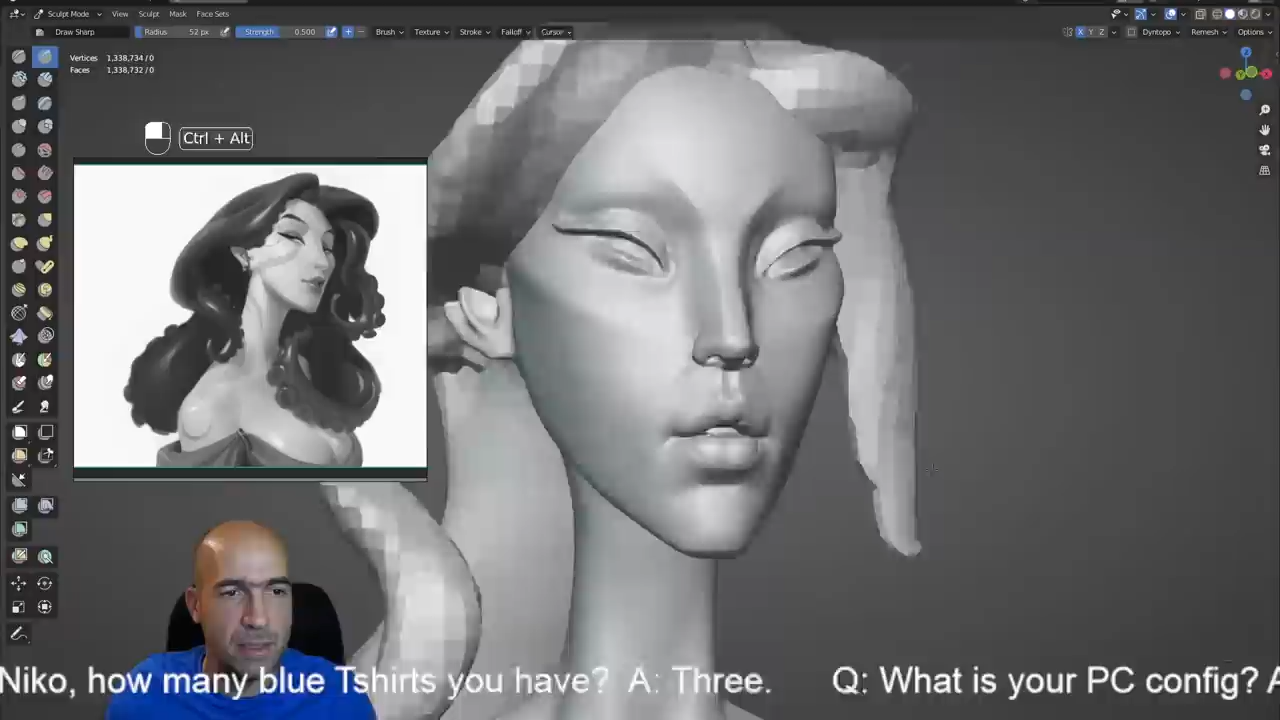 Sculpt Mode View Sculpt Mask Face Sets
Draw Sharp Radius 52 px Strength 0.500 Brush Texture Stroke Falloff Cursor X Y Z Dyntopo Remesh Options
Vertices 1,338,734 / 0
Faces 1,338,732 / 0
Ctrl + Alt
Niko, how many blue Tshirts you have? A: Three. Q: What is your PC config? A